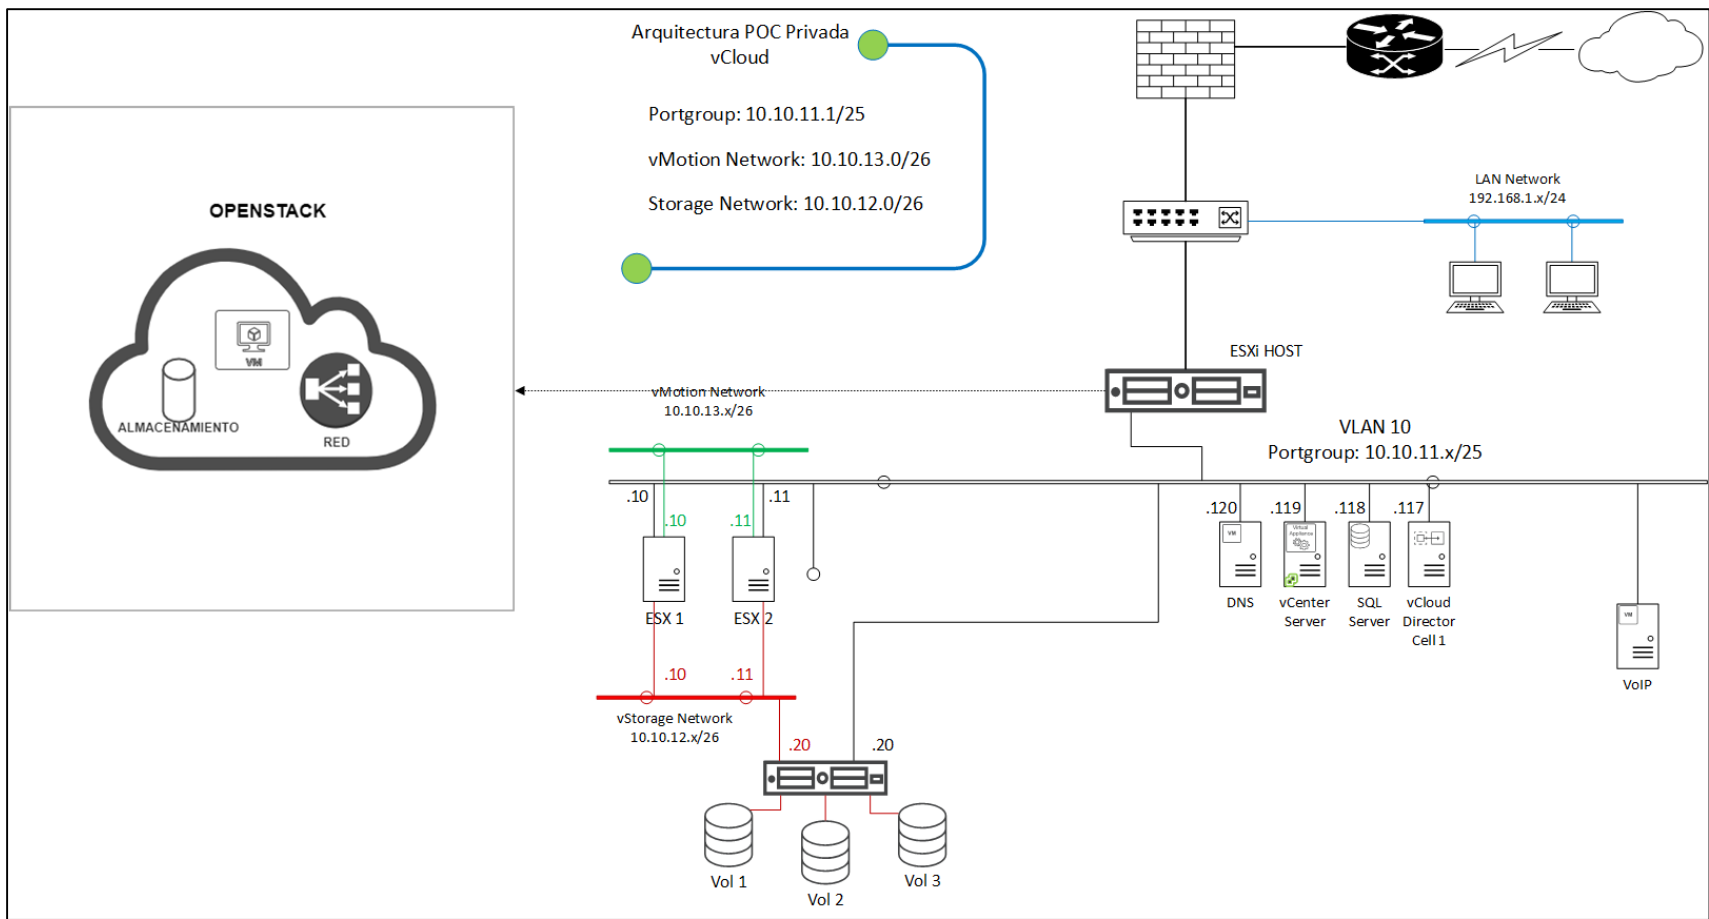 Arquitectura POC Privada
vCloud
Portgroup: 10.10.11.1/25
vMotion Network: 10.10.13.0/26
Storage Network: 10.10.12.0/26
OPENSTACK
VM
ALMACENAMIENTO
RED
LAN Network
192.168.1.x/24
ESXi HOST
vMotion Network
10.10.13.x/26
VLAN 10
Portgroup: 10.10.11.x/25
.10
.11
.10
.11
ESX 1
ESX 2
.120
.119
.118
.117
VM
Virtual
Appliance
DNS
vCenter
Server
SQL
Server
vCloud
Director
Cell 1
VM
VoIP
.10
.11
vStorage Network
10.10.12.x/26
.20
.20
Vol 1
Vol 2
Vol 3